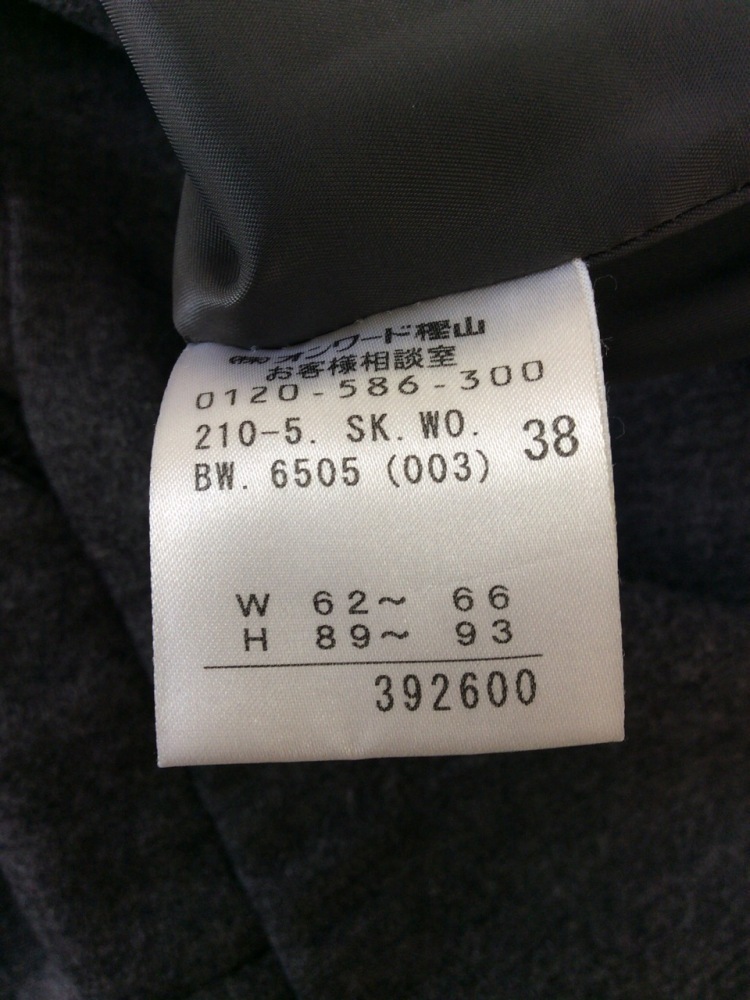 ㈱オンワード樫山
お客様相談室
0120-586-300
210-5. SK. WO. 38
BW. 6505 (003)
W 62～ 66
H 89～ 93
392600